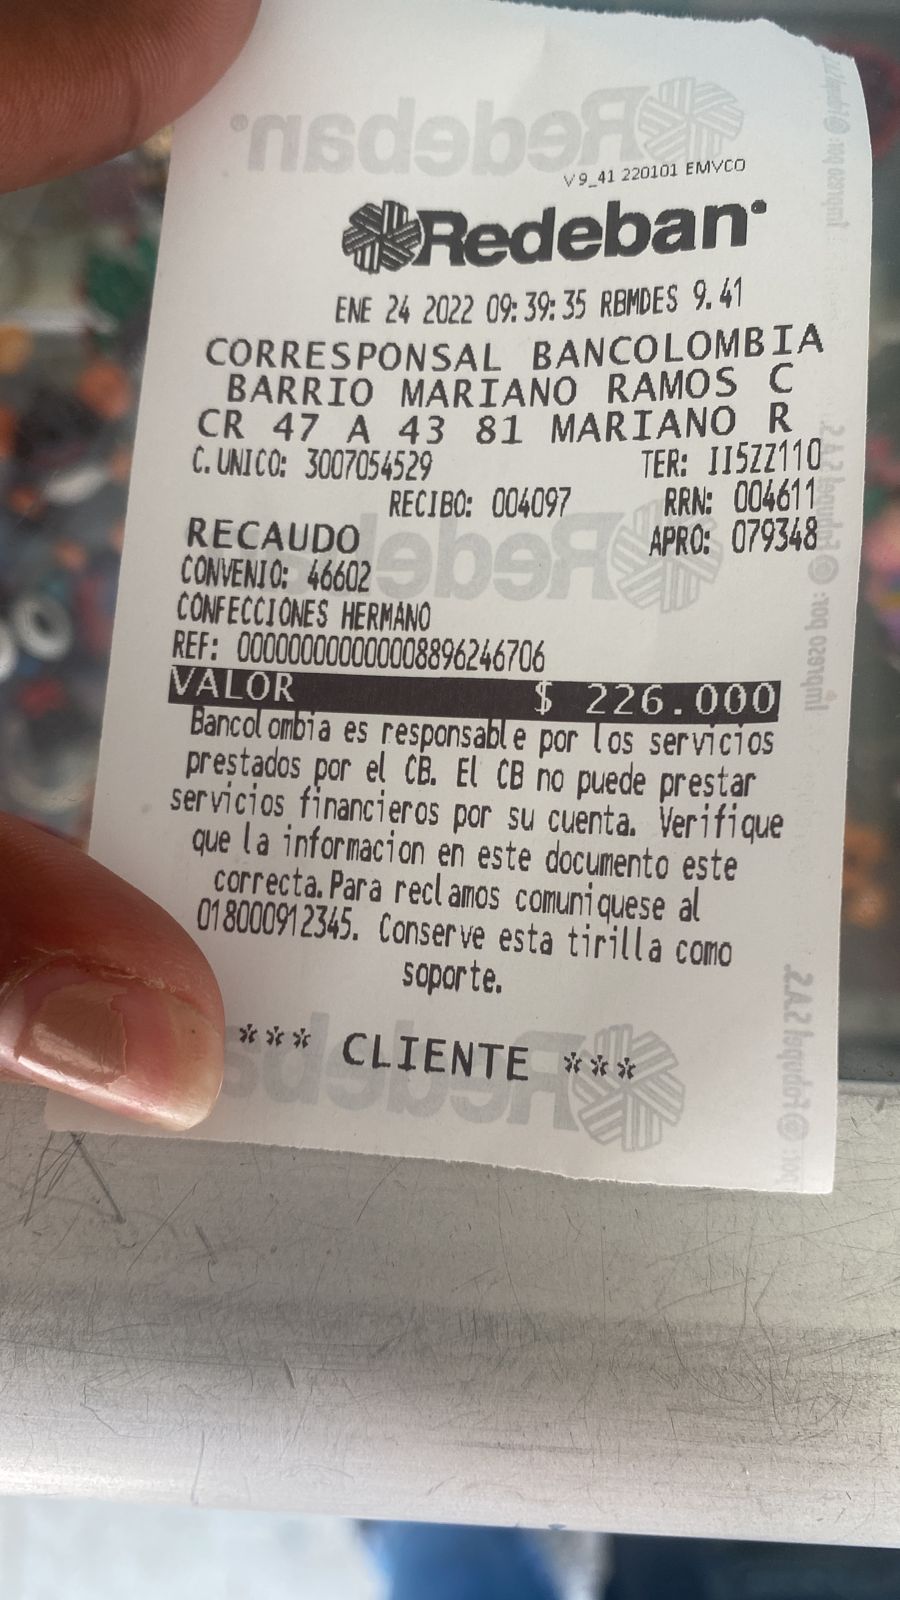 Redeban
V9_41 220101 EMVCO
Redeban
ENE 24 2022 09:39:35 RBMDES 9.41
CORRESPONSAL BANCOLOMBIA
BARRIO MARIANO RAMOS C
CR 47 A 43 81 MARIANO R
C. UNICO: 3007054529 TER: II5ZZ110
RECIBO: 004097 RRN: 004611
RECAUDO APRO: 079348
CONVENIO: 46602
CONFECCIONES HERMANO
REF: 00000000000008896246706
VALOR $ 226.000
Bancolombia es responsable por los servicios
prestados por el CB. El CB no puede prestar
servicios financieros por su cuenta. Verifique
que la informacion en este documento este
correcta. Para reclamos comuniquese al
018000912345. Conserve esta tirilla como
soporte.
*** CLIENTE ***